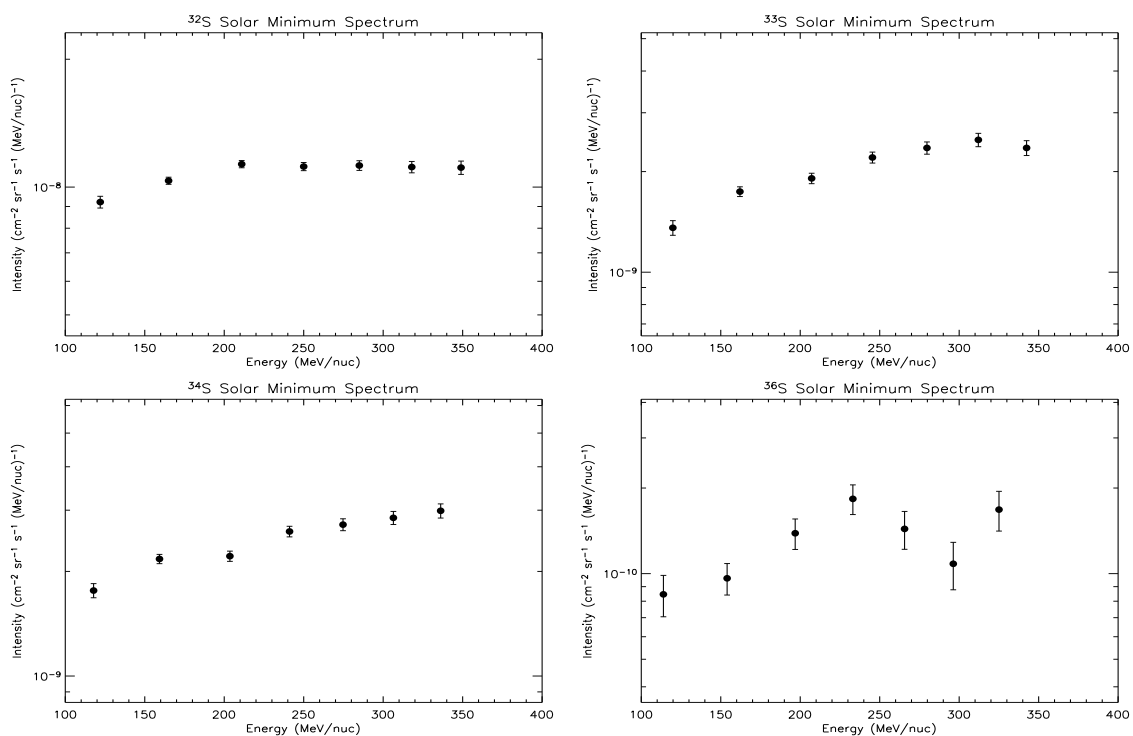 ³²S Solar Minimum Spectrum
Intensity (cm⁻² sr⁻¹ s⁻¹ (MeV/nuc)⁻¹)
10⁻⁸
100 150 200 250 300 350 400
Energy (MeV/nuc)
³³S Solar Minimum Spectrum
Intensity (cm⁻² sr⁻¹ s⁻¹ (MeV/nuc)⁻¹)
10⁻⁹
100 150 200 250 300 350 400
Energy (MeV/nuc)
³⁴S Solar Minimum Spectrum
Intensity (cm⁻² sr⁻¹ s⁻¹ (MeV/nuc)⁻¹)
10⁻⁹
100 150 200 250 300 350 400
Energy (MeV/nuc)
³⁶S Solar Minimum Spectrum
Intensity (cm⁻² sr⁻¹ s⁻¹ (MeV/nuc)⁻¹)
10⁻¹⁰
100 150 200 250 300 350 400
Energy (MeV/nuc)